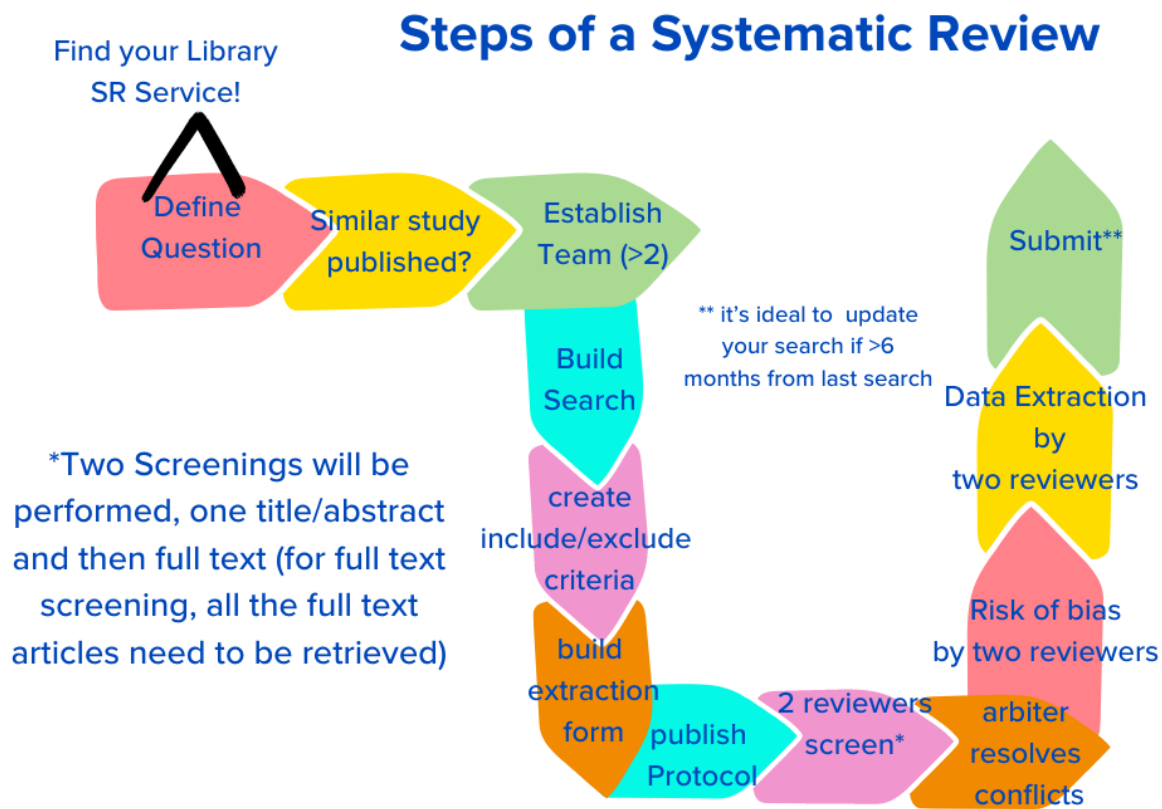 Steps of a Systematic Review
Find your Library
SR Service!
Define
Question
Similar study
published?
Establish
Team (>2)
Build
Search
create
include/exclude
criteria
build
extraction
form
publish
Protocol
2 reviewers
screen*
arbiter
resolves
conflicts
Risk of bias
by two reviewers
Data Extraction
by
two reviewers
Submit**
** it's ideal to update
your search if >6
months from last search
*Two Screenings will be
performed, one title/abstract
and then full text (for full text
screening, all the full text
articles need to be retrieved)